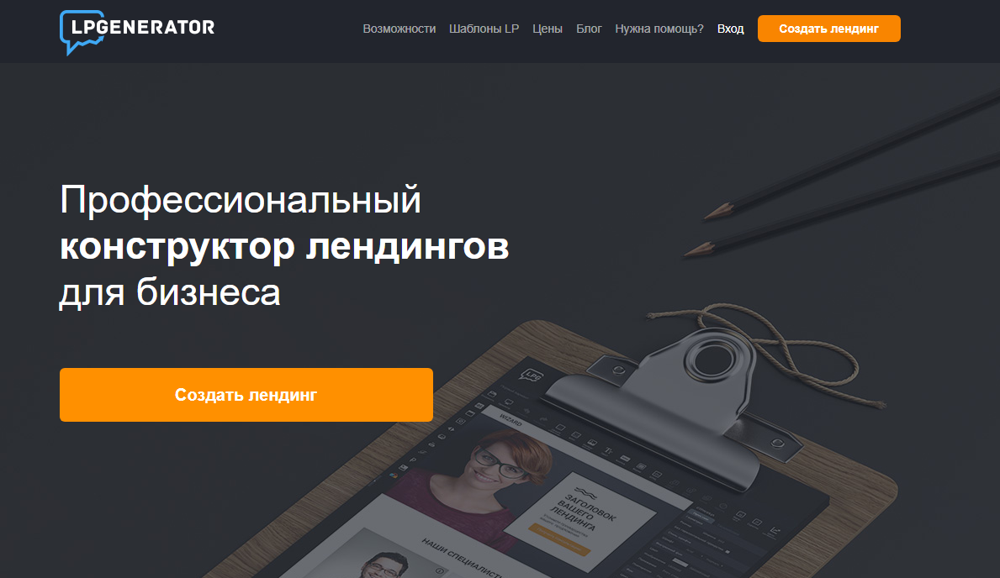 LPGENERATOR
Возможности Шаблоны LP Цены Блог Нужна помощь? Вход Создать лендинг
Профессиональный
конструктор лендингов
для бизнеса
Создать лендинг
LPG
WIZARD
ЗАГОЛОВОК
ВАШЕГО
ЛЕНДИНГА
НАШИ СПЕЦИАЛИСТЫ